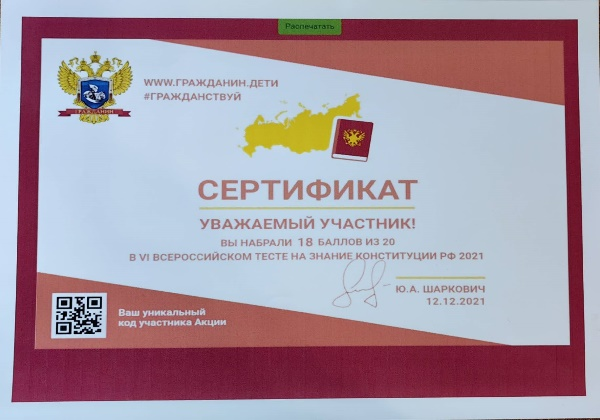 Распечатать
WWW.ГРАЖДАНИН.ДЕТИ
#ГРАЖДАНСТВУЙ
ГРАЖДАНИН
СЕРТИФИКАТ
УВАЖАЕМЫЙ УЧАСТНИК!
ВЫ НАБРАЛИ 18 БАЛЛОВ ИЗ 20
В VI ВСЕРОССИЙСКОМ ТЕСТЕ НА ЗНАНИЕ КОНСТИТУЦИИ РФ 2021
Ю.А. ШАРКОВИЧ
12.12.2021
Ваш уникальный
код участника Акции